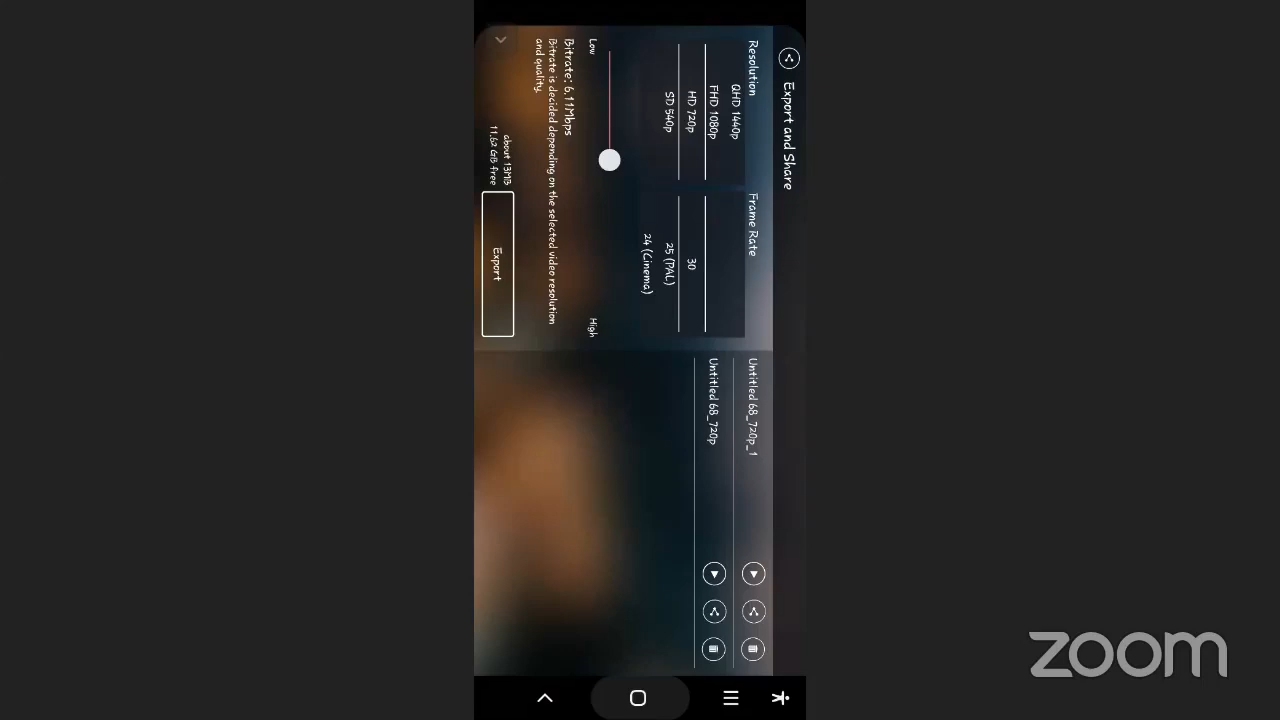 Export and Share
Resolution
QHD 1440p
FHD 1080p
HD 720p
SD 540p
Frame Rate
30
25 (PAL)
24 (Cinema)
Low
High
Bitrate: 6.11Mbps
Bitrate is decided depending on the selected video resolution
and quality.
about 13MB
11.62 GB free
Export
Untitled 68_720p_1
Untitled 68_720p
zoom